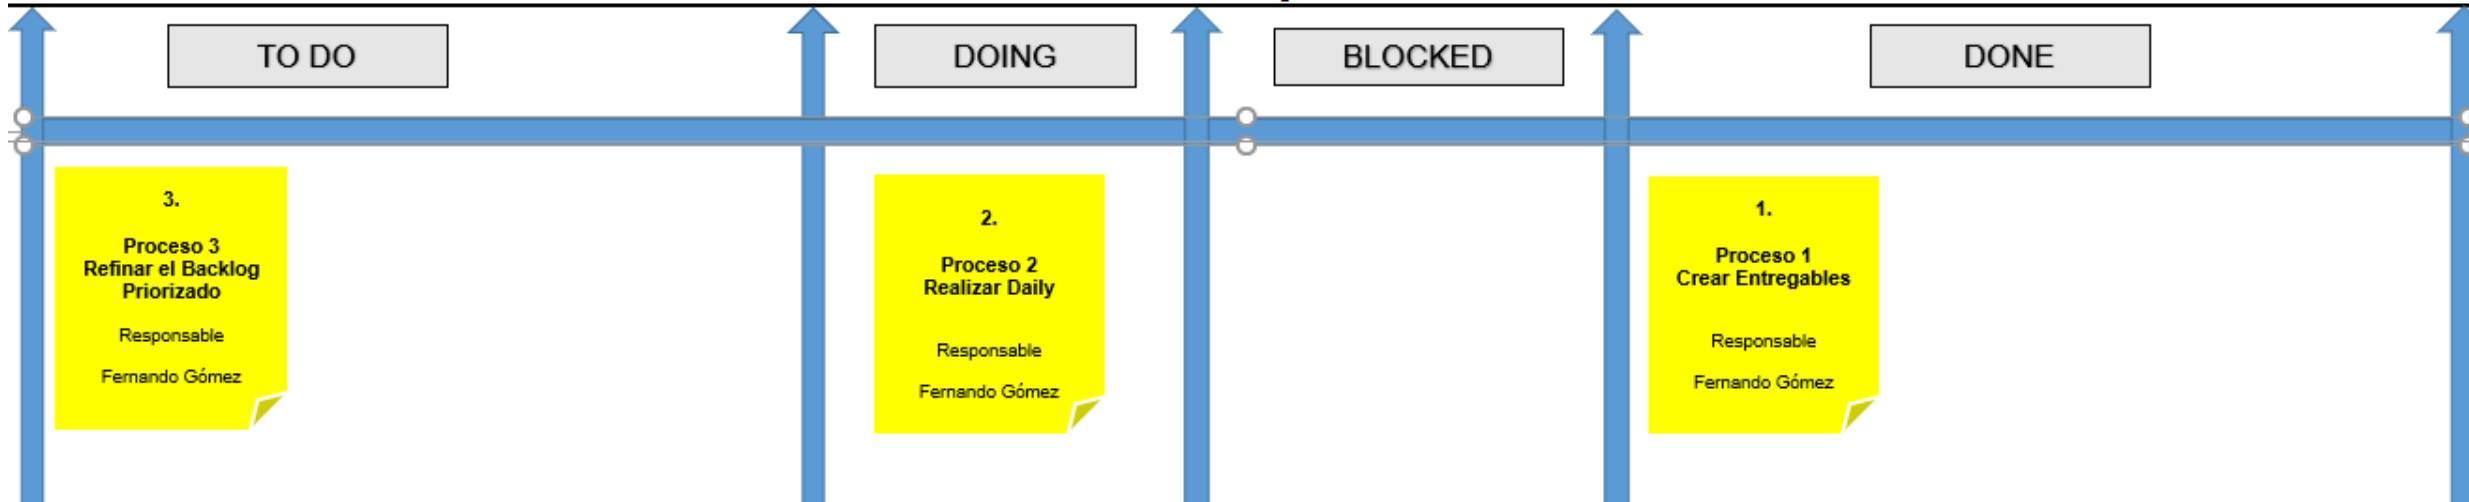 TO DO
DOING
BLOCKED
DONE
3.
Proceso 3
Refinar el Backlog
Priorizado
Responsable
Fernando Gómez
2.
Proceso 2
Realizar Daily
Responsable
Fernando Gómez
1.
Proceso 1
Crear Entregables
Responsable
Fernando Gómez